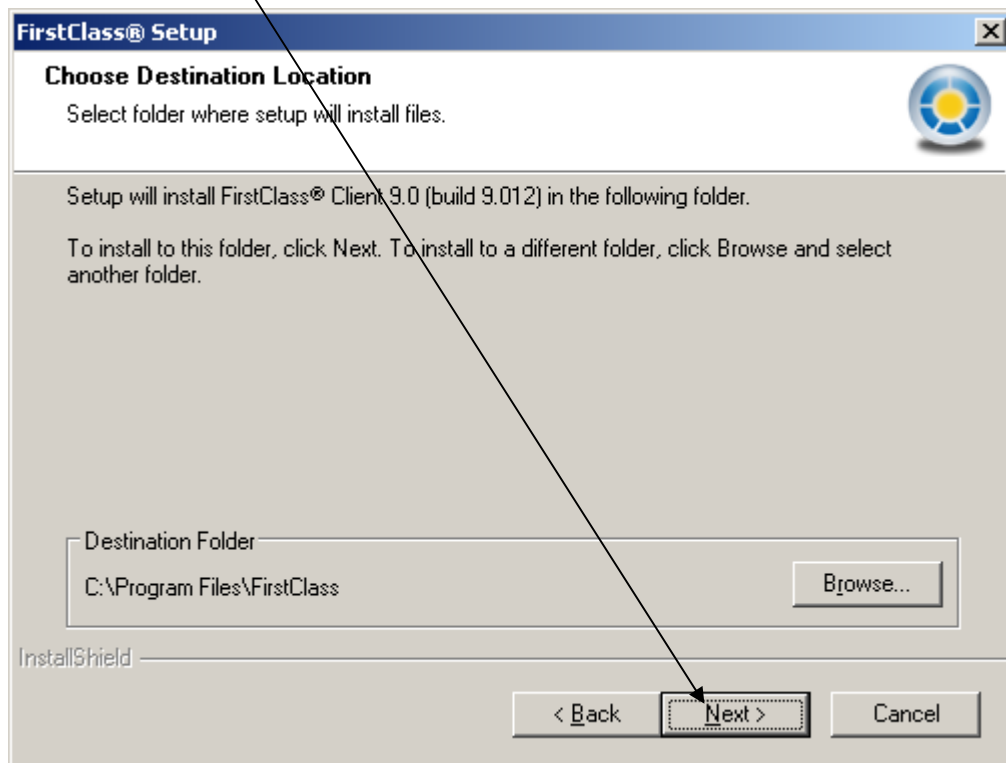 FirstClass® Setup
Choose Destination Location
Select folder where setup will install files.
Setup will install FirstClass® Client 9.0 (build 9.012) in the following folder.
To install to this folder, click Next. To install to a different folder, click Browse and select
another folder.
Destination Folder
C:\Program Files\FirstClass
Browse...
InstallShield
< Back
Next >
Cancel